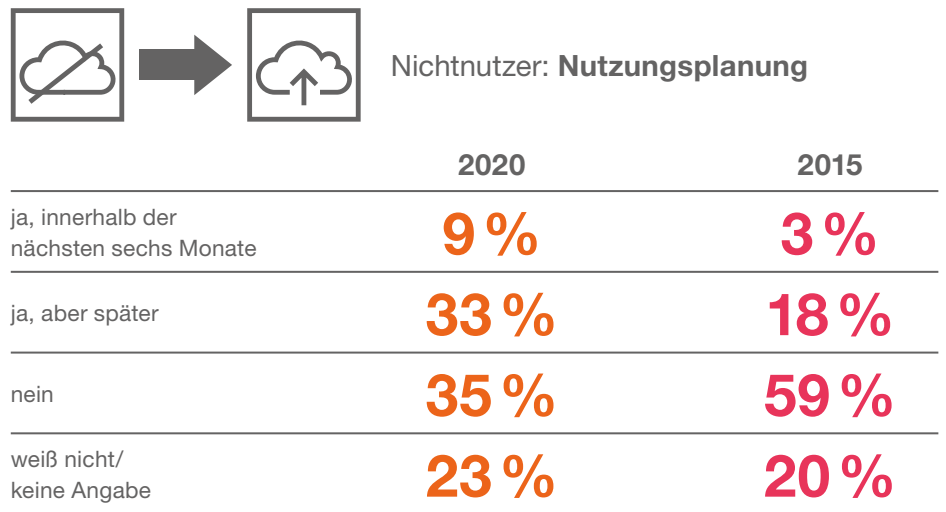 Nichtnutzer: Nutzungsplanung
2020 2015
ja, innerhalb der
nächsten sechs Monate 9 % 3 %
ja, aber später 33 % 18 %
nein 35 % 59 %
weiß nicht/
keine Angabe 23 % 20 %